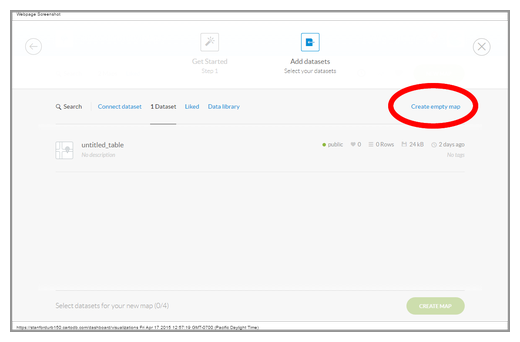 Webpage Screenshot
Get Started
Step 1
Add datasets
Select your datasets
Search Connect dataset 1 Dataset Liked Data library Create empty map
untitled_table public 0 0 Rows 24 kB 2 days ago
No description No tags
Select datasets for your new map (0/4) CREATE MAP
https://stanfordurb150.cartodb.com/dashboard/visualizations Fri Apr 17 2015 12:57:19 GMT-0700 (Pacific Daylight Time)